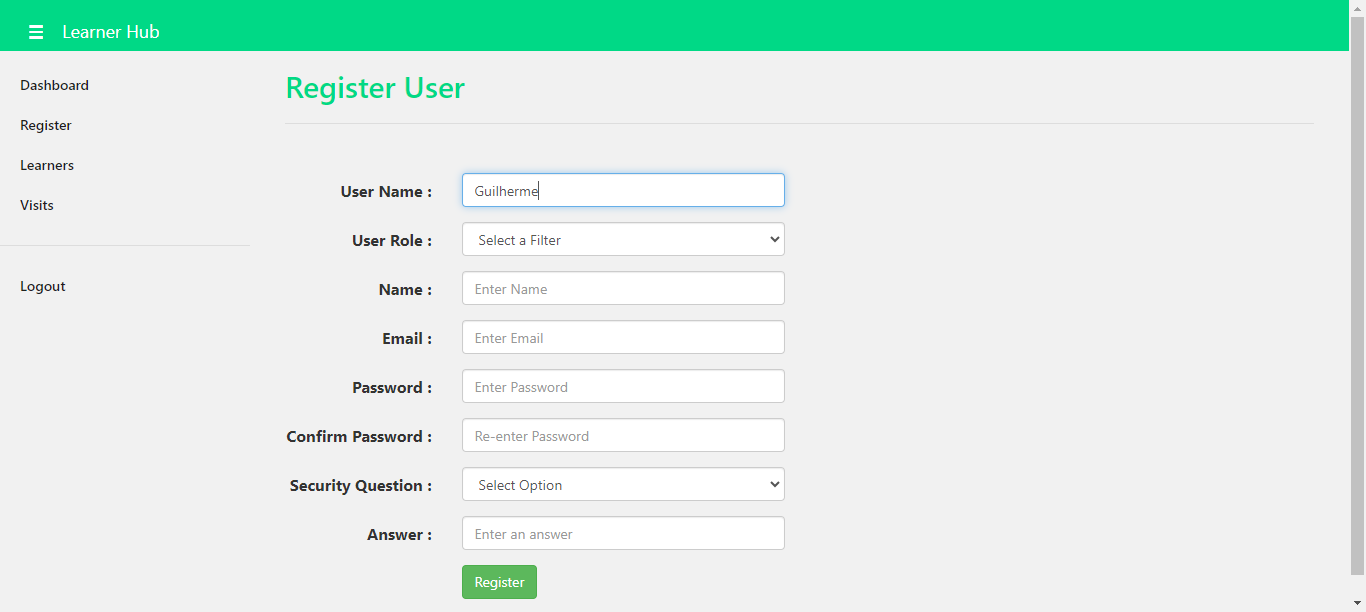 ☰ Learner Hub
Dashboard
Register
Learners
Visits
Logout
Register User
User Name : Guilherme
User Role : Select a Filter
Name : Enter Name
Email : Enter Email
Password : Enter Password
Confirm Password : Re-enter Password
Security Question : Select Option
Answer : Enter an answer
Register